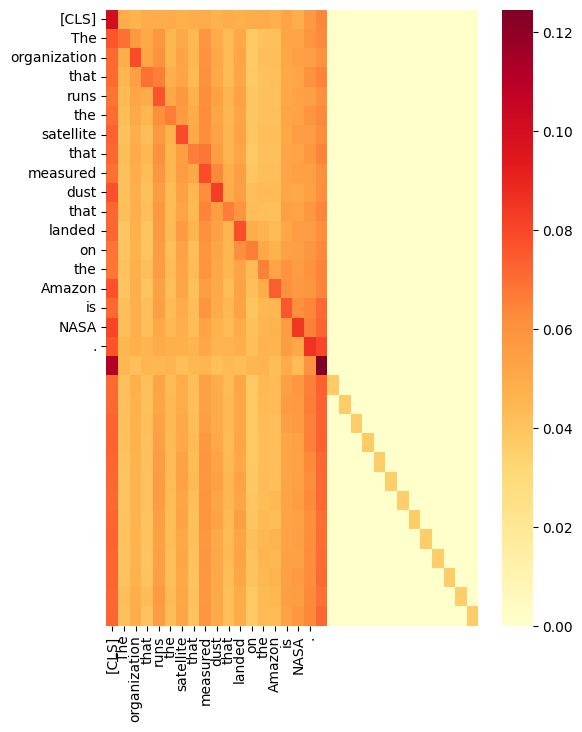 [CLS]
The
organization
that
runs
the
satellite
that
measured
dust
that
landed
on
the
Amazon
is
NASA
.
[CLS]
The
organization
that
runs
the
satellite
that
measured
dust
that
landed
on
the
Amazon
is
NASA
.
0.12
0.10
0.08
0.06
0.04
0.02
0.00